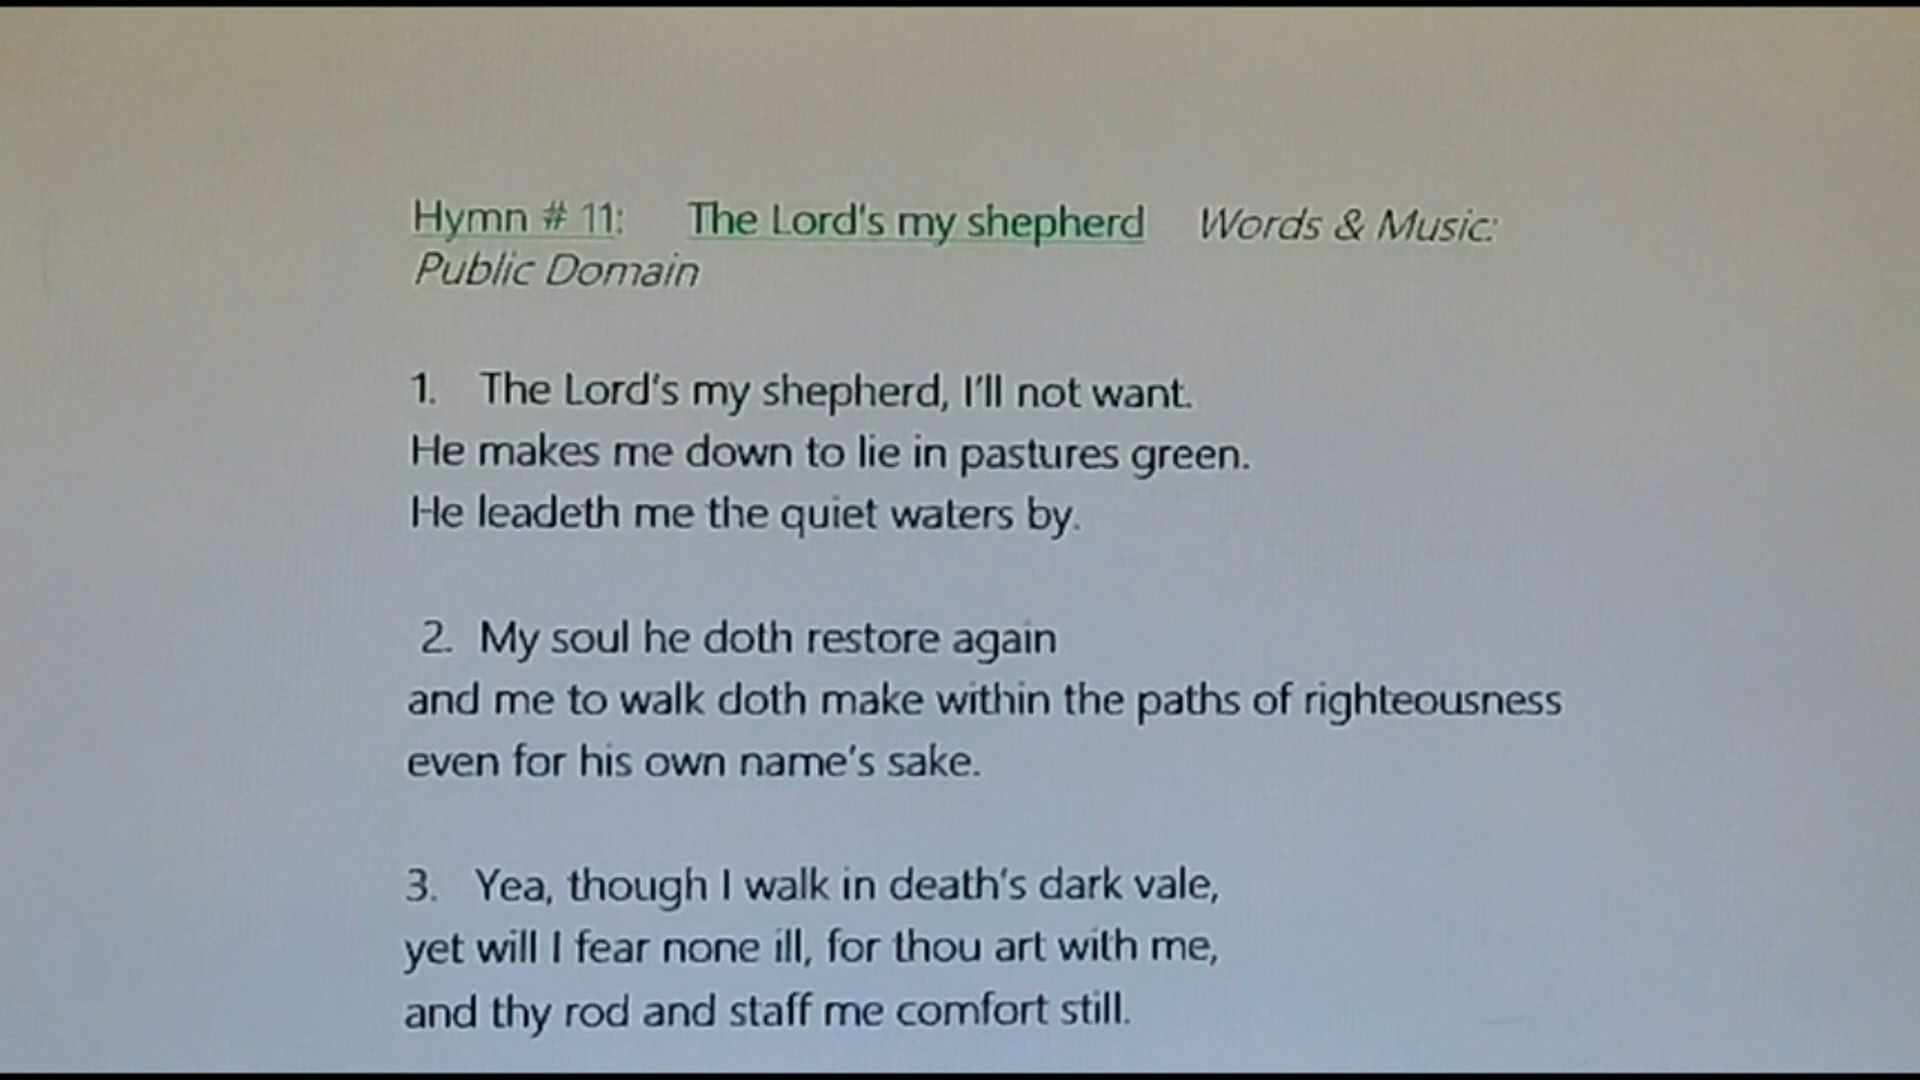 Hymn # 11: The Lord's my shepherd Words & Music:
Public Domain
1. The Lord's my shepherd, I'll not want.
He makes me down to lie in pastures green.
He leadeth me the quiet waters by.
2. My soul he doth restore again
and me to walk doth make within the paths of righteousness
even for his own name's sake.
3. Yea, though I walk in death's dark vale,
yet will I fear none ill, for thou art with me,
and thy rod and staff me comfort still.